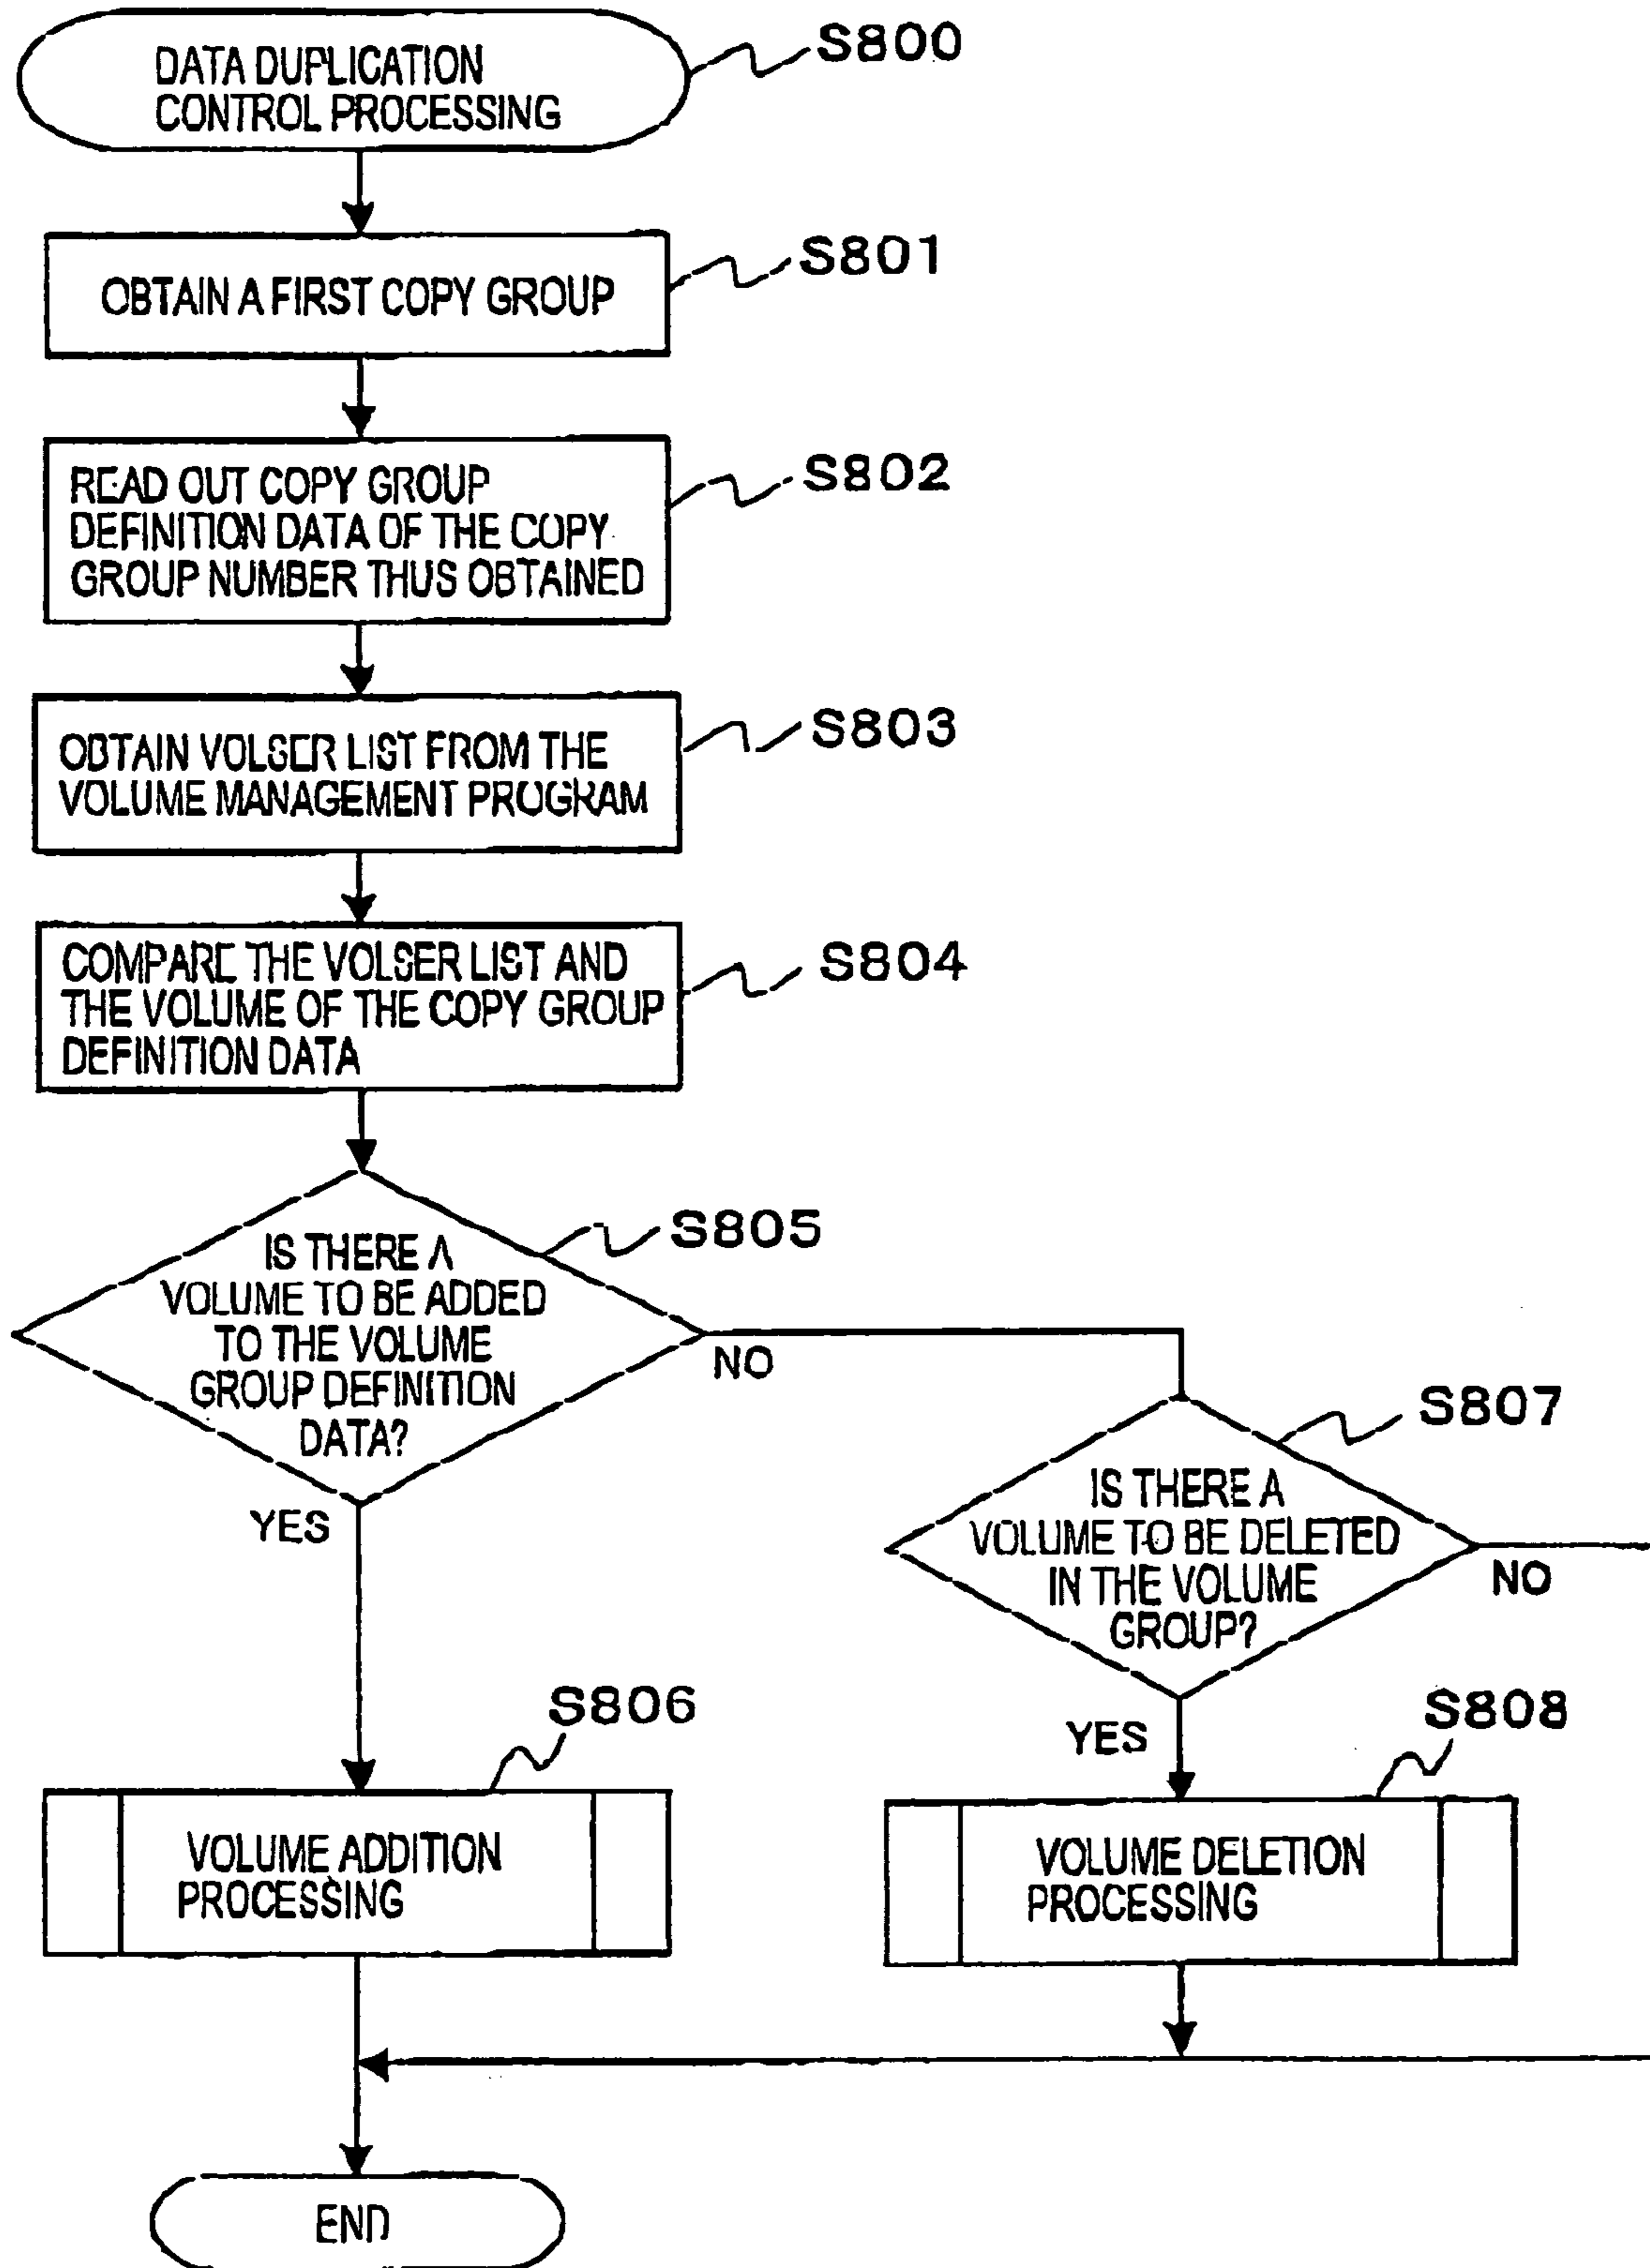 DATA DUPLICATION
CONTROL PROCESSING
S800
OBTAIN A FIRST COPY GROUP
S801
READ OUT COPY GROUP
DEFINITION DATA OF THE COPY
GROUP NUMBER THUS OBTAINED
S802
OBTAIN VOLSER LIST FROM THE
VOLUME MANAGEMENT PROGRAM
S803
COMPARE THE VOLSER LIST AND
THE VOLUME OF THE COPY GROUP
DEFINITION DATA
S804
IS THERE A
VOLUME TO BE ADDED
TO THE VOLUME
GROUP DEFINITION
DATA?
S805
NO
YES
S807
IS THERE A
VOLUME TO BE DELETED
IN THE VOLUME
GROUP?
NO
YES
S806
VOLUME ADDITION
PROCESSING
S808
VOLUME DELETION
PROCESSING
END